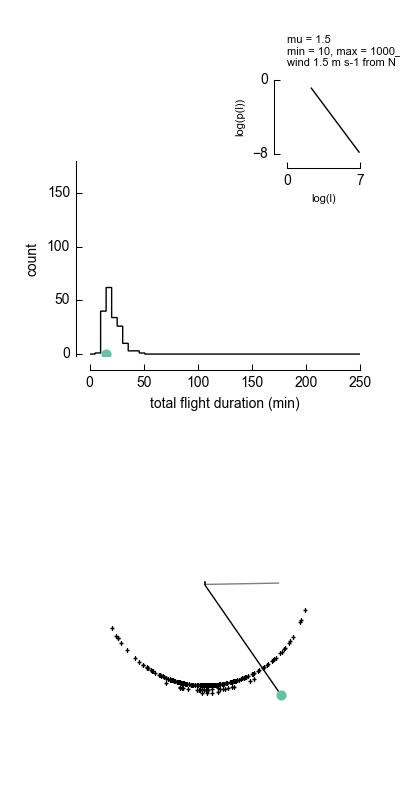 mu = 1.5
min = 10, max = 1000_
wind 1.5 m s-1 from N
0
log(p(l))
−8
0
7
log(l)
150
100
50
0
count
0
50
100
150
200
250
total flight duration (min)